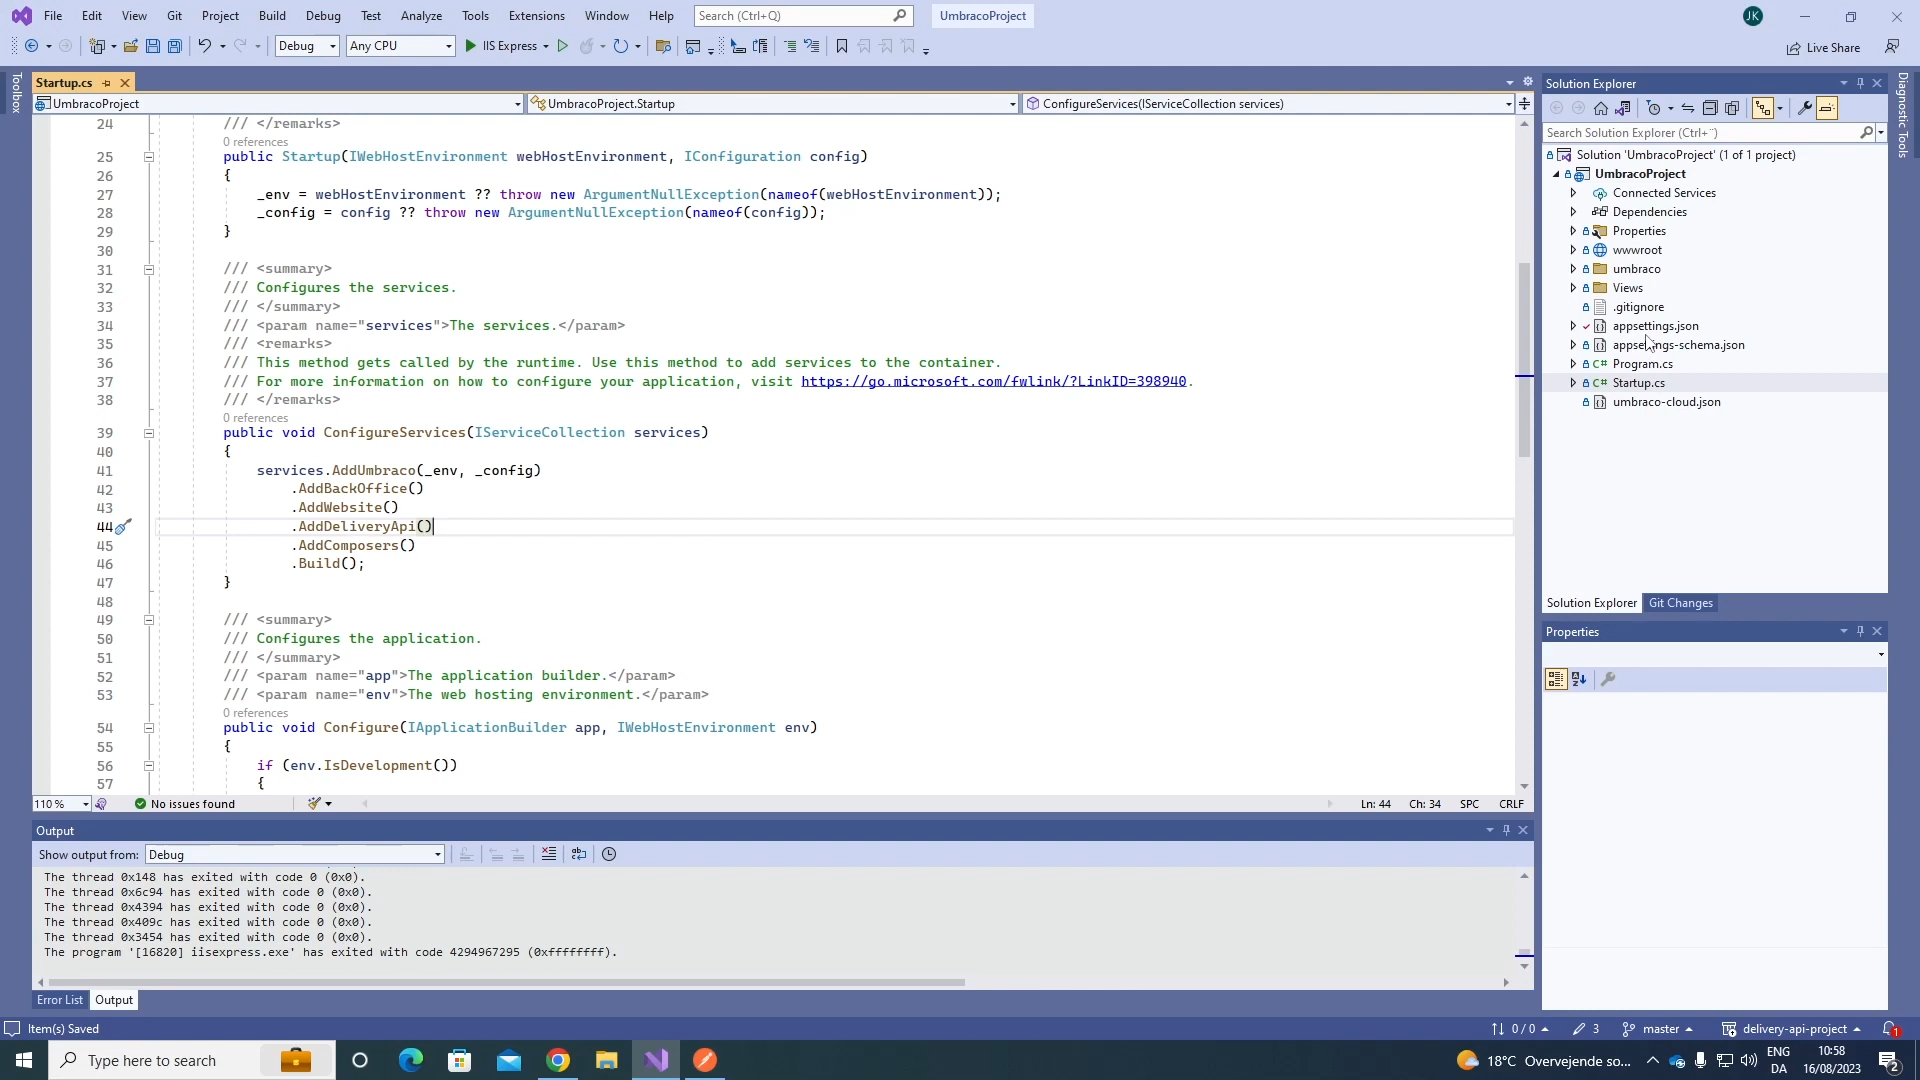 File Edit View Git Project Build Debug Test Analyze Tools Extensions Window Help Search (Ctrl+Q) UmbracoProject JK
Debug Any CPU IIS Express Live Share
Toolbox
Startup.cs
UmbracoProject UmbracoProject.Startup ConfigureServices(IServiceCollection services)
24 /// </remarks>
0 references
25 public Startup(IWebHostEnvironment webHostEnvironment, IConfiguration config)
26 {
27 _env = webHostEnvironment ?? throw new ArgumentNullException(nameof(webHostEnvironment));
28 _config = config ?? throw new ArgumentNullException(nameof(config));
29 }
30
31 /// <summary>
32 /// Configures the services.
33 /// </summary>
34 /// <param name="services">The services.</param>
35 /// <remarks>
36 /// This method gets called by the runtime. Use this method to add services to the container.
37 /// For more information on how to configure your application, visit https://go.microsoft.com/fwlink/?LinkID=398940.
38 /// </remarks>
0 references
39 public void ConfigureServices(IServiceCollection services)
40 {
41 services.AddUmbraco(_env, _config)
42 .AddBackOffice()
43 .AddWebsite()
44 .AddDeliveryApi()
45 .AddComposers()
46 .Build();
47 }
48
49 /// <summary>
50 /// Configures the application.
51 /// </summary>
52 /// <param name="app">The application builder.</param>
53 /// <param name="env">The web hosting environment.</param>
0 references
54 public void Configure(IApplicationBuilder app, IWebHostEnvironment env)
55 {
56 if (env.IsDevelopment())
57 {
110 % No issues found Ln: 44 Ch: 34 SPC CRLF
Output
Show output from: Debug
The thread 0x148 has exited with code 0 (0x0).
The thread 0x6c94 has exited with code 0 (0x0).
The thread 0x4394 has exited with code 0 (0x0).
The thread 0x409c has exited with code 0 (0x0).
The thread 0x3454 has exited with code 0 (0x0).
The program '[16820] iisexpress.exe' has exited with code 4294967295 (0xffffffff).
Error List Output
Solution Explorer
Search Solution Explorer (Ctrl+¨)
Solution 'UmbracoProject' (1 of 1 project)
UmbracoProject
Connected Services
Dependencies
Properties
wwwroot
umbraco
Views
.gitignore
appsettings.json
appsettings-schema.json
Program.cs
Startup.cs
umbraco-cloud.json
Solution Explorer Git Changes
Properties
Diagnostic Tools
Item(s) Saved 0 / 0 3 master delivery-api-project 1
Type here to search 18°C Overvejende so... ENG DA 10:58 16/08/2023 2